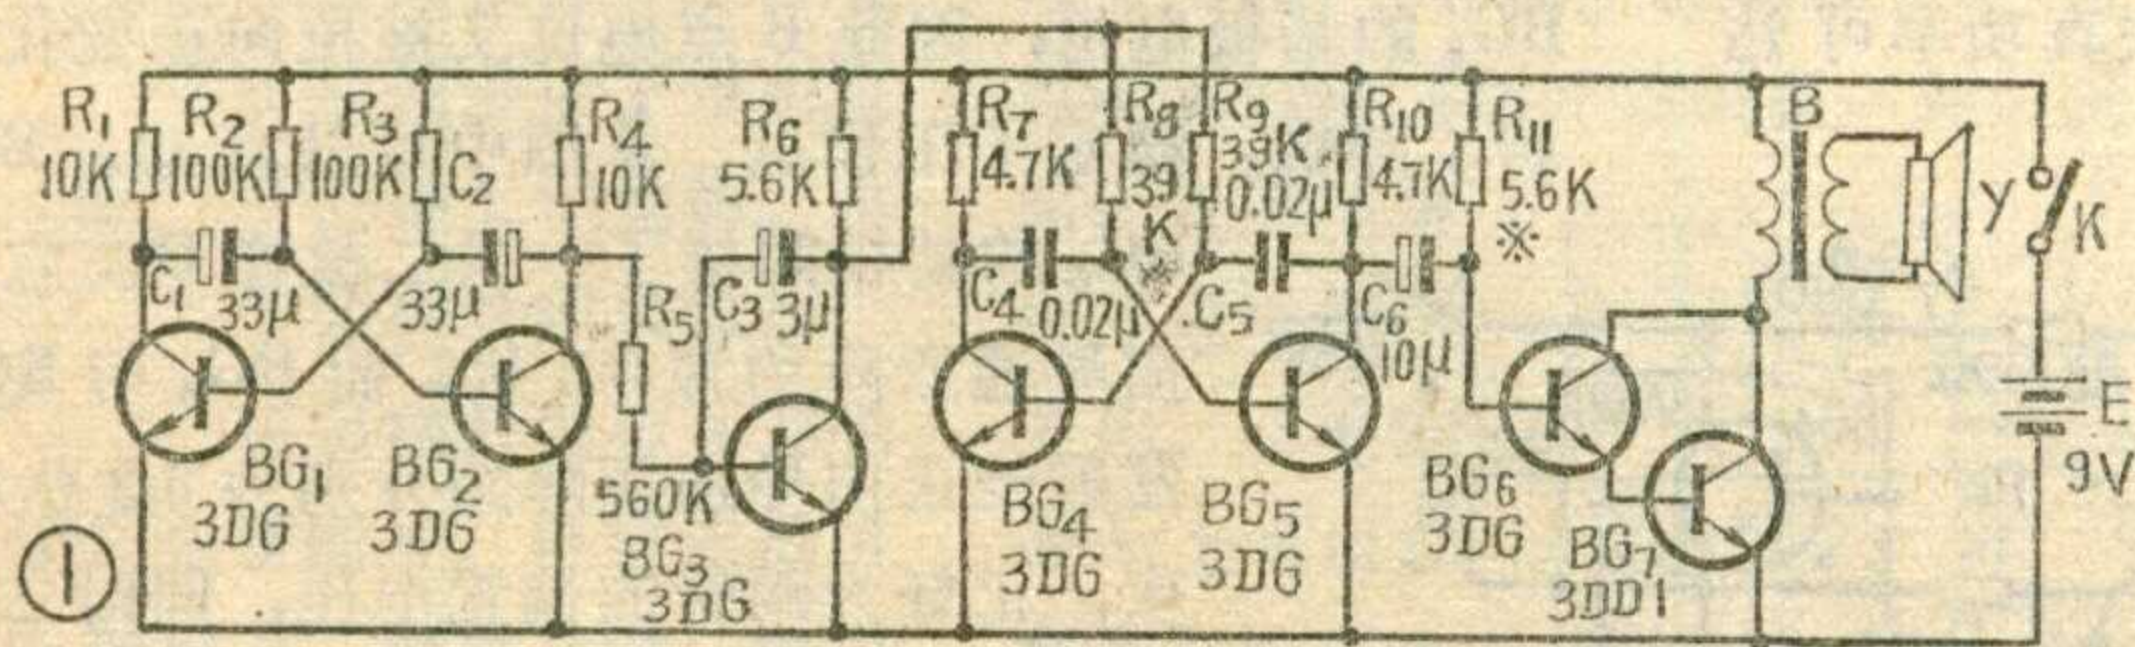 R1 10K
R2 100K
R3 100K
C2 33μ
R4 10K
R6 5.6K
R7 4.7K
R8 39K
R9 39K
0.02μ
R10 4.7K
R11 5.6K ※
B
Y
K
C1 33μ
R5 560K
C3 3μ
C4 0.02μ
C5
C6 10μ
E 9V
BG1 3DG
BG2 3DG
BG3 3DG
BG4 3DG
BG5 3DG
BG6 3DG
BG7 3DD1
①